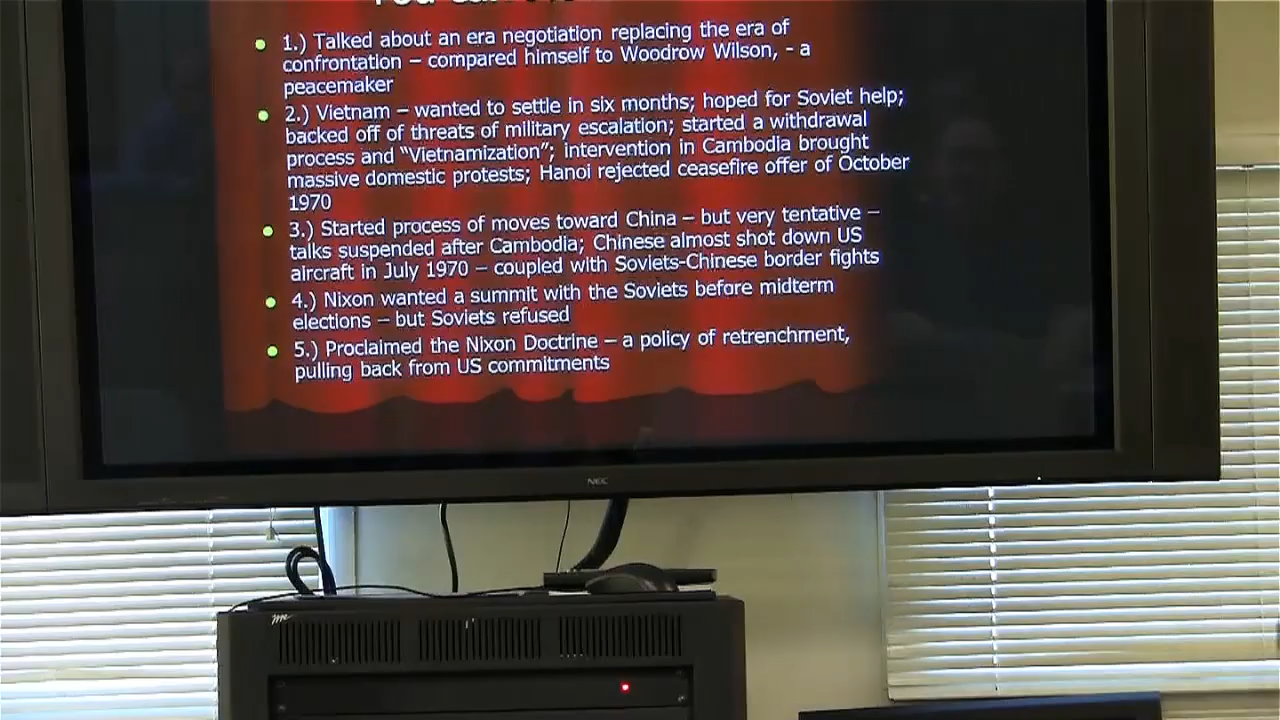 1.) Talked about an era negotiation replacing the era of
confrontation – compared himself to Woodrow Wilson, - a
peacemaker
2.) Vietnam – wanted to settle in six months; hoped for Soviet help;
backed off of threats of military escalation; started a withdrawal
process and “Vietnamization”; intervention in Cambodia brought
massive domestic protests; Hanoi rejected ceasefire offer of October
1970
3.) Started process of moves toward China – but very tentative –
talks suspended after Cambodia; Chinese almost shot down US
aircraft in July 1970 – coupled with Soviets-Chinese border fights
4.) Nixon wanted a summit with the Soviets before midterm
elections – but Soviets refused
5.) Proclaimed the Nixon Doctrine – a policy of retrenchment,
pulling back from US commitments
NEC